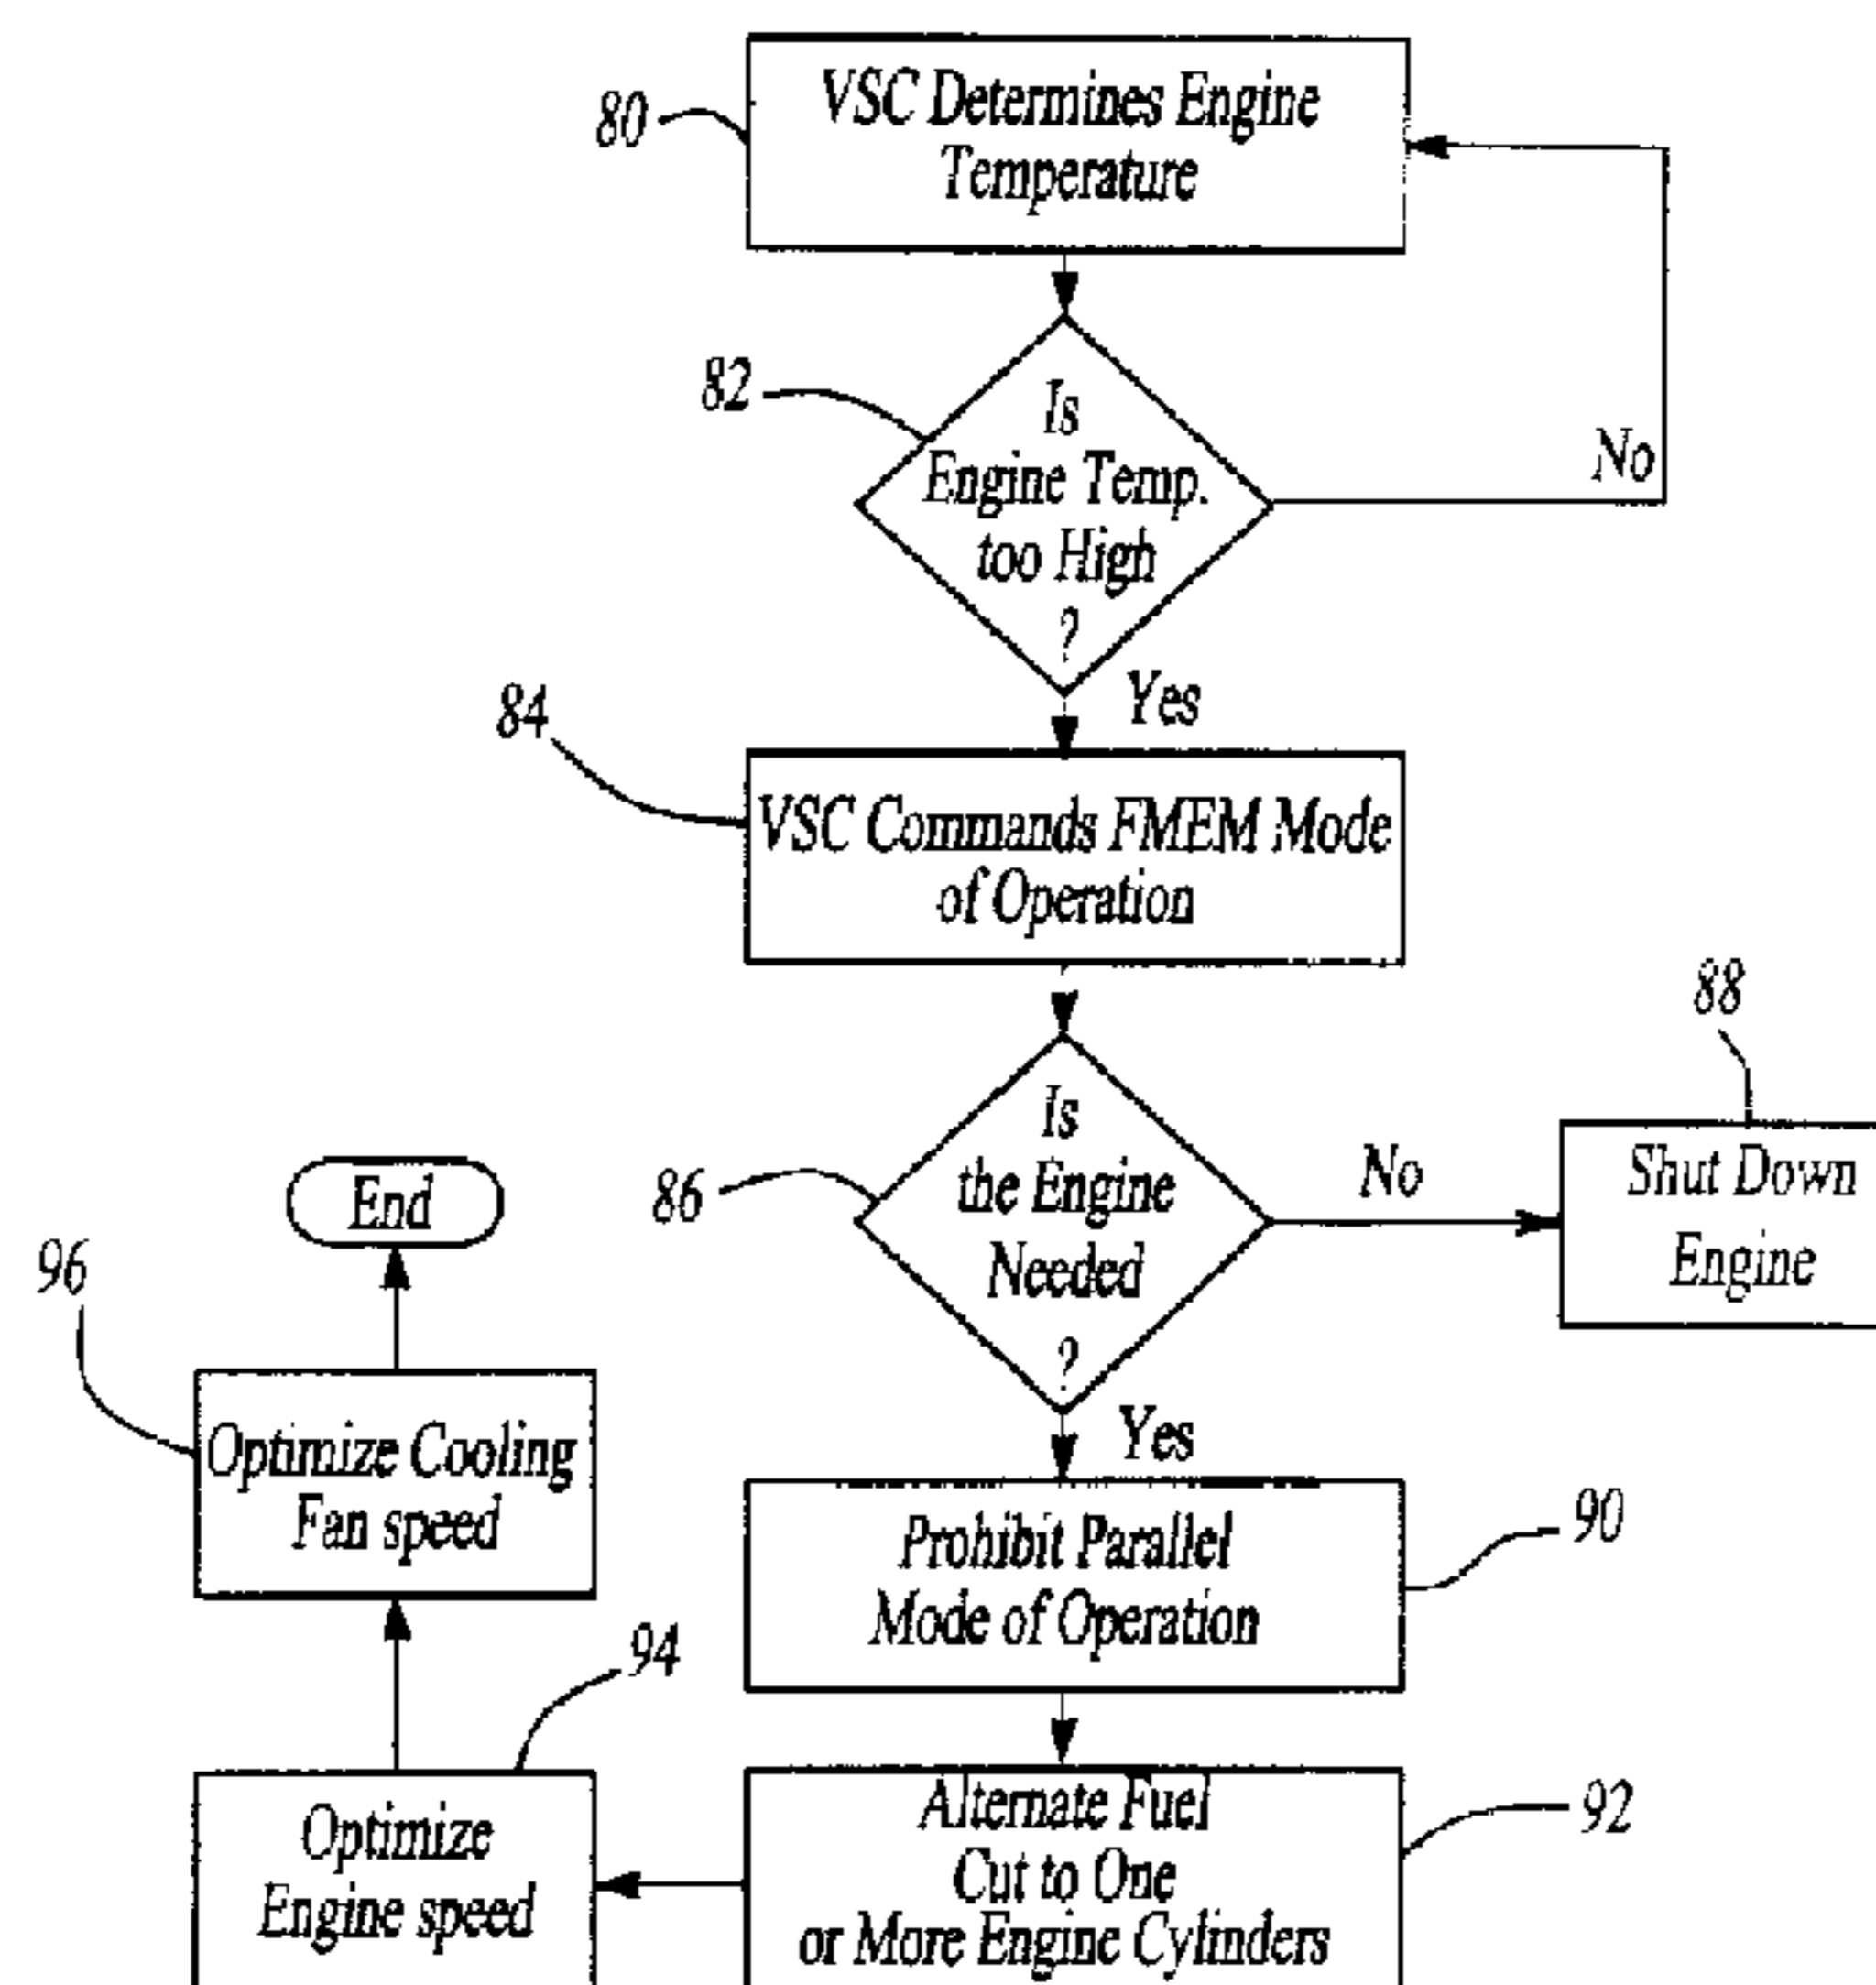 80
VSC Determines Engine
Temperature
82
Is
Engine Temp.
too High
?
No
Yes
84
VSC Commands FMEM Mode
of Operation
86
Is
the Engine
Needed
?
No
88
Shut Down
Engine
Yes
90
Prohibit Parallel
Mode of Operation
92
Alternate Fuel
Cut to One
or More Engine Cylinders
94
Optimize
Engine speed
96
Optimize Cooling
Fan speed
End